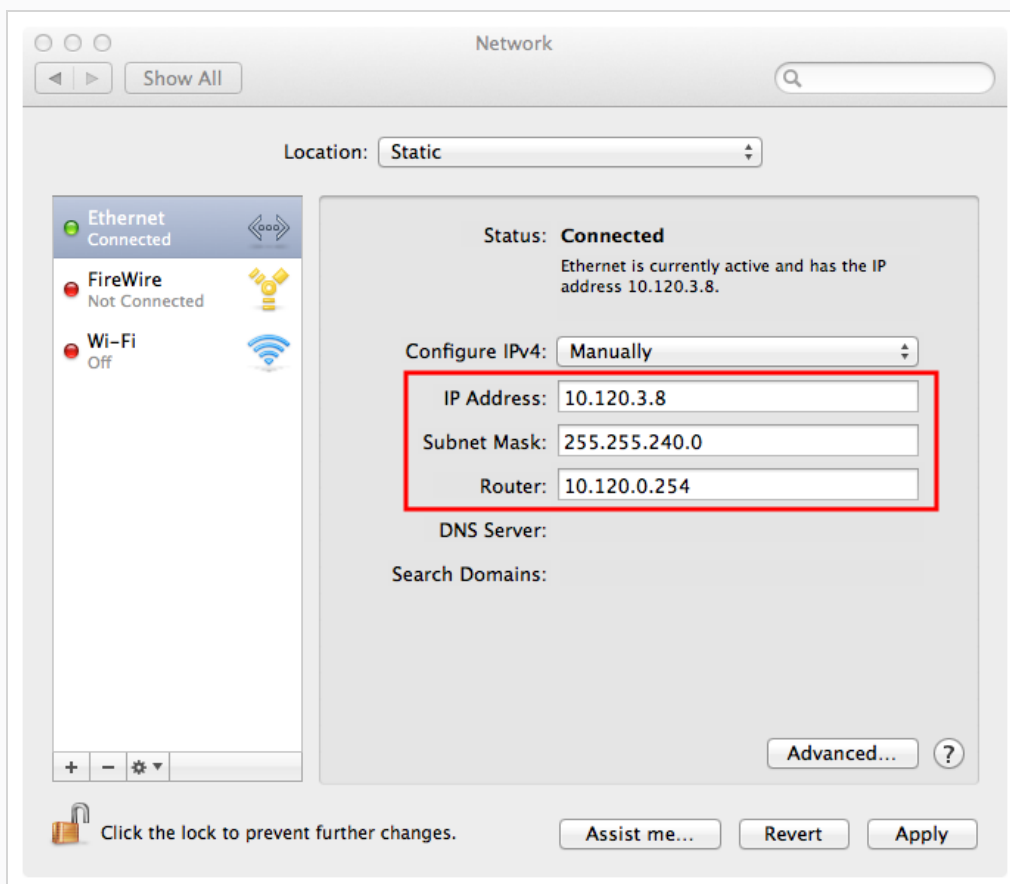 Network
Show All
Location: Static
Ethernet
Connected
FireWire
Not Connected
Wi-Fi
Off
Status: Connected
Ethernet is currently active and has the IP
address 10.120.3.8.
Configure IPv4: Manually
IP Address: 10.120.3.8
Subnet Mask: 255.255.240.0
Router: 10.120.0.254
DNS Server:
Search Domains:
Advanced... ?
+ −
Click the lock to prevent further changes.
Assist me... Revert Apply